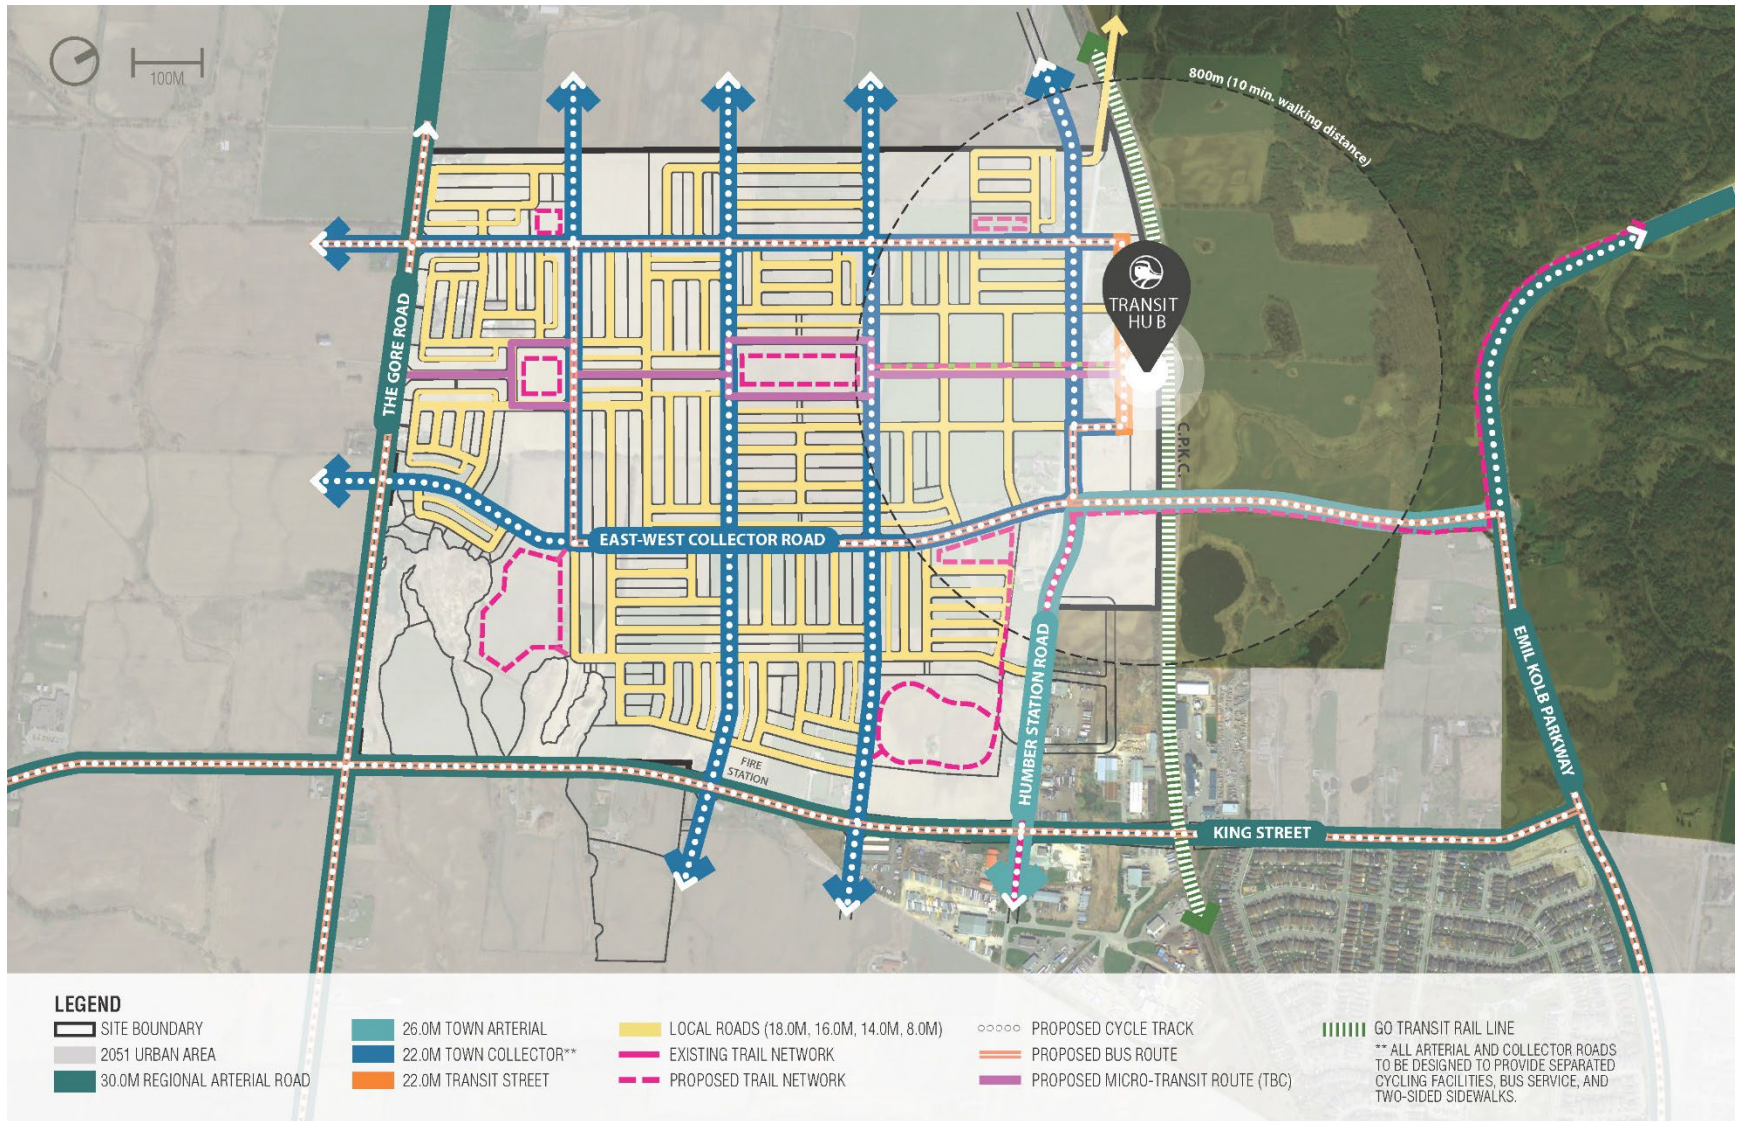 100M
800m (10 min. walking distance)
TRANSIT
HUB
THE GORE ROAD
C.P.K.C.
EAST-WEST COLLECTOR ROAD
HUMBER STATION ROAD
EMIL KOLB PARKWAY
FIRE
STATION
KING STREET
LEGEND
SITE BOUNDARY
2051 URBAN AREA
30.0M REGIONAL ARTERIAL ROAD
26.0M TOWN ARTERIAL
22.0M TOWN COLLECTOR**
22.0M TRANSIT STREET
LOCAL ROADS (18.0M, 16.0M, 14.0M, 8.0M)
EXISTING TRAIL NETWORK
PROPOSED TRAIL NETWORK
PROPOSED CYCLE TRACK
PROPOSED BUS ROUTE
PROPOSED MICRO-TRANSIT ROUTE (TBC)
GO TRANSIT RAIL LINE
** ALL ARTERIAL AND COLLECTOR ROADS
TO BE DESIGNED TO PROVIDE SEPARATED
CYCLING FACILITIES, BUS SERVICE, AND
TWO-SIDED SIDEWALKS.